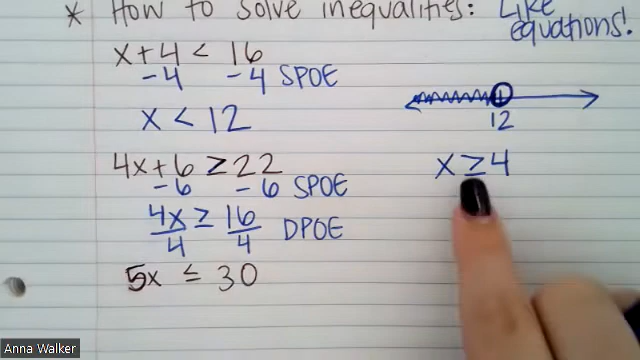 * How to solve inequalities: Like equations!
x + 4 < 16
-4 -4 SPOE
x < 12
12
4x + 6 ≥ 22
-6 -6 SPOE
4x/4 ≥ 16/4 DPOE
x ≥ 4
5x ≤ 30
Anna Walker